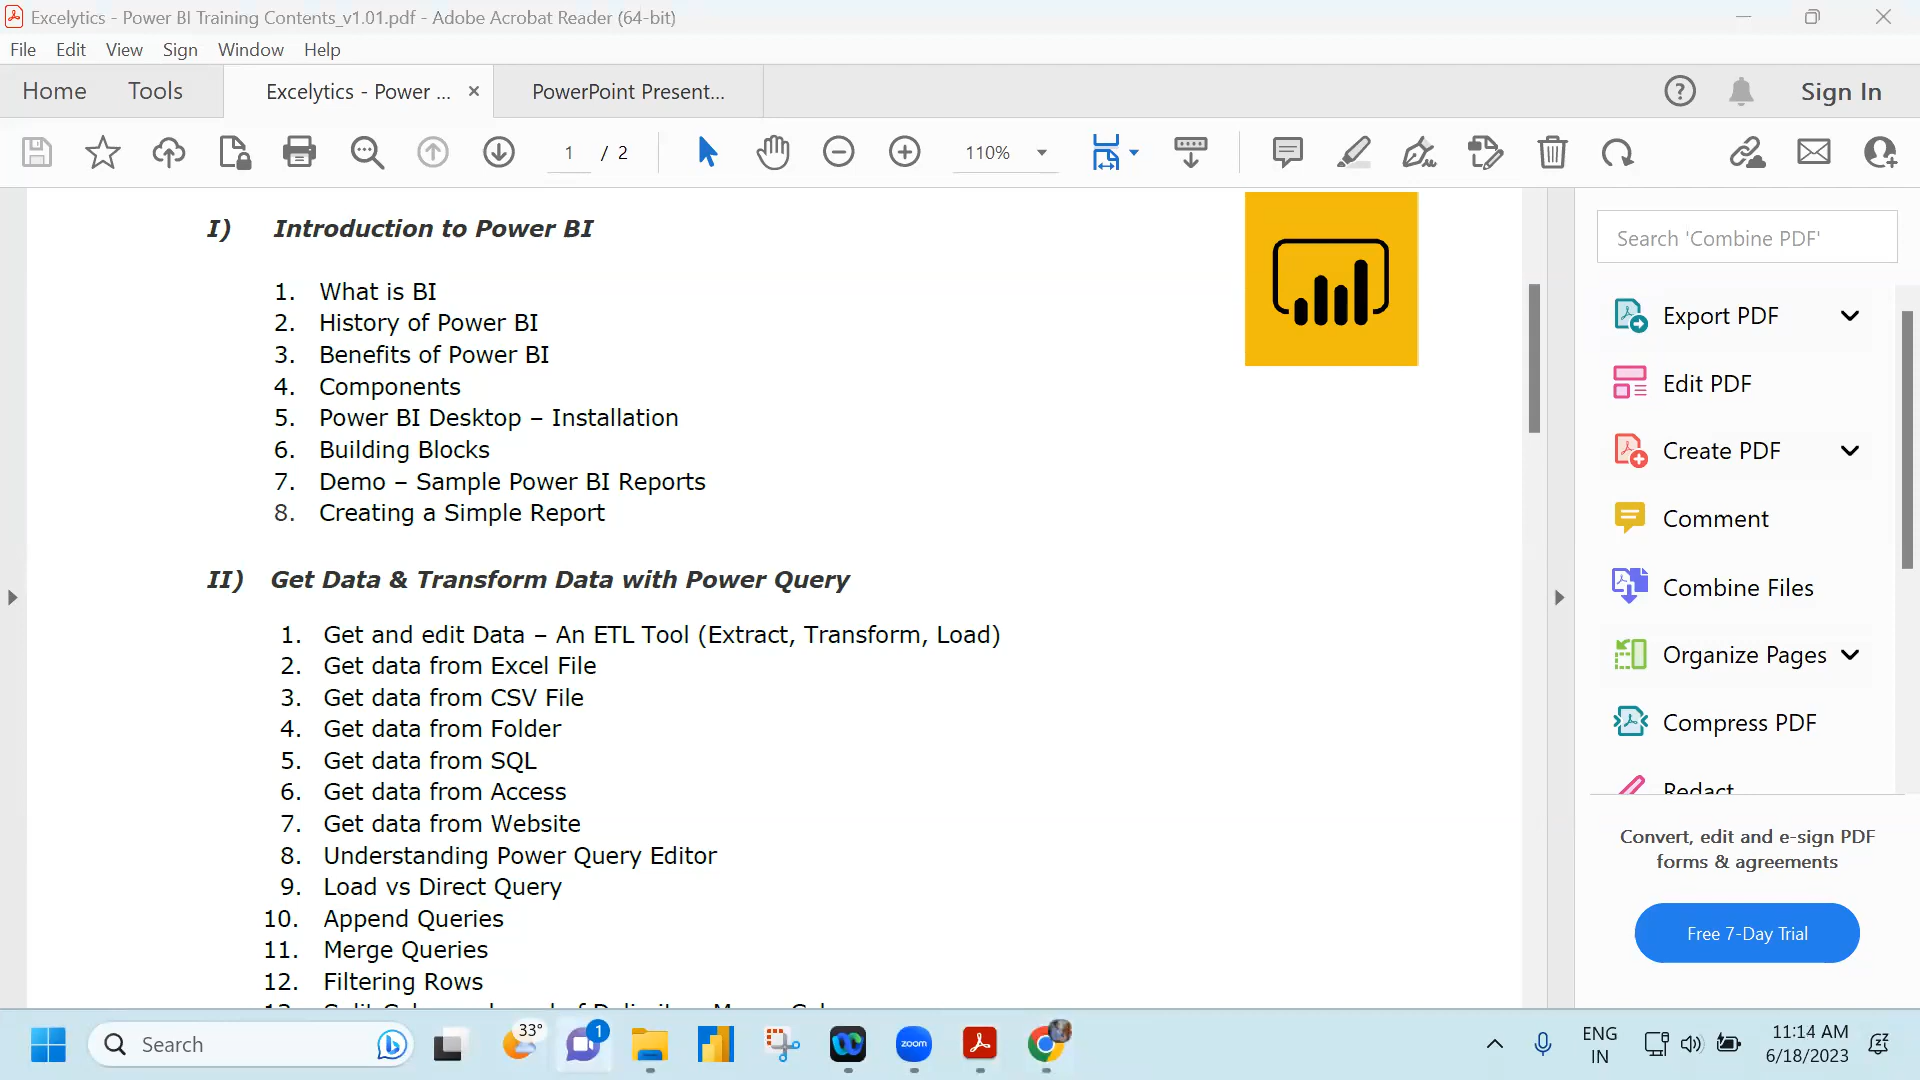 Excelytics - Power BI Training Contents_v1.01.pdf - Adobe Acrobat Reader (64-bit)
File Edit View Sign Window Help
Home Tools Excelytics - Power ... × PowerPoint Present... Sign In
1 / 2 110%
I) Introduction to Power BI
1. What is BI
2. History of Power BI
3. Benefits of Power BI
4. Components
5. Power BI Desktop – Installation
6. Building Blocks
7. Demo – Sample Power BI Reports
8. Creating a Simple Report
II) Get Data & Transform Data with Power Query
1. Get and edit Data – An ETL Tool (Extract, Transform, Load)
2. Get data from Excel File
3. Get data from CSV File
4. Get data from Folder
5. Get data from SQL
6. Get data from Access
7. Get data from Website
8. Understanding Power Query Editor
9. Load vs Direct Query
10. Append Queries
11. Merge Queries
12. Filtering Rows
Search 'Combine PDF'
Export PDF
Edit PDF
Create PDF
Comment
Combine Files
Organize Pages
Compress PDF
Redact
Convert, edit and e-sign PDF
forms & agreements
Free 7-Day Trial
Search
33°
1
zoom
ENG
IN
11:14 AM
6/18/2023